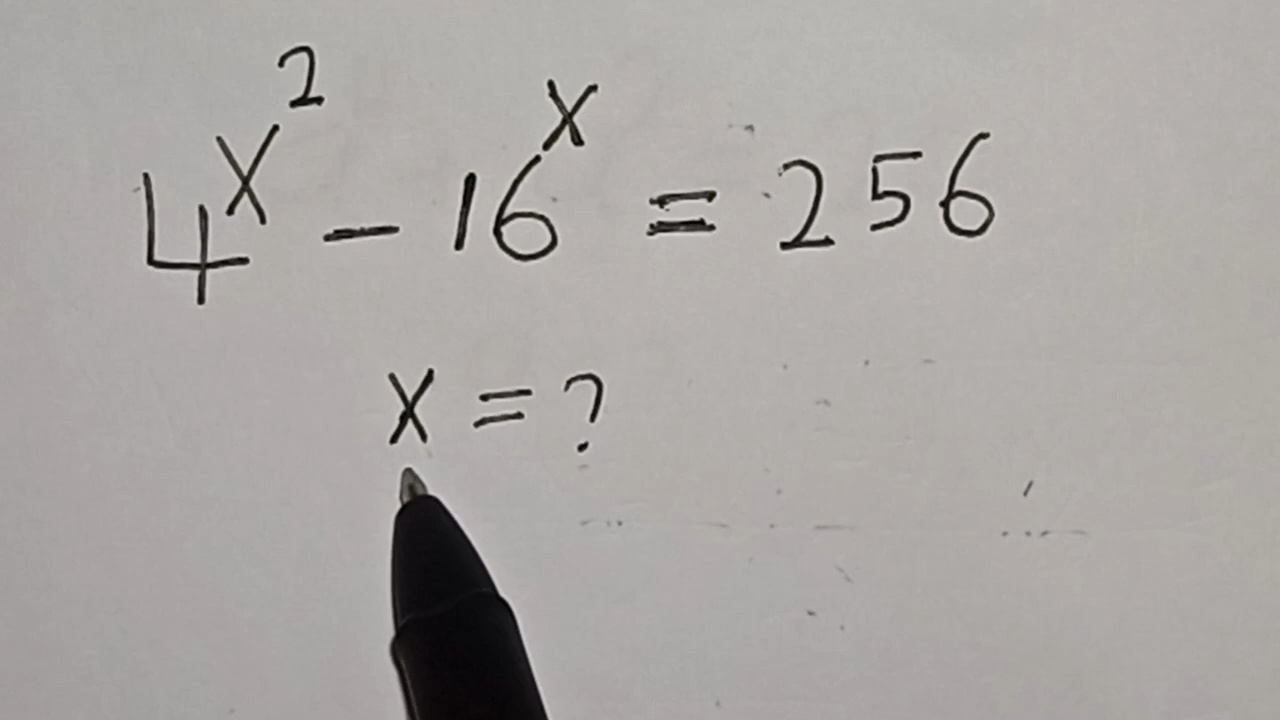 4^x^2 - 16^x = 256
x = ?